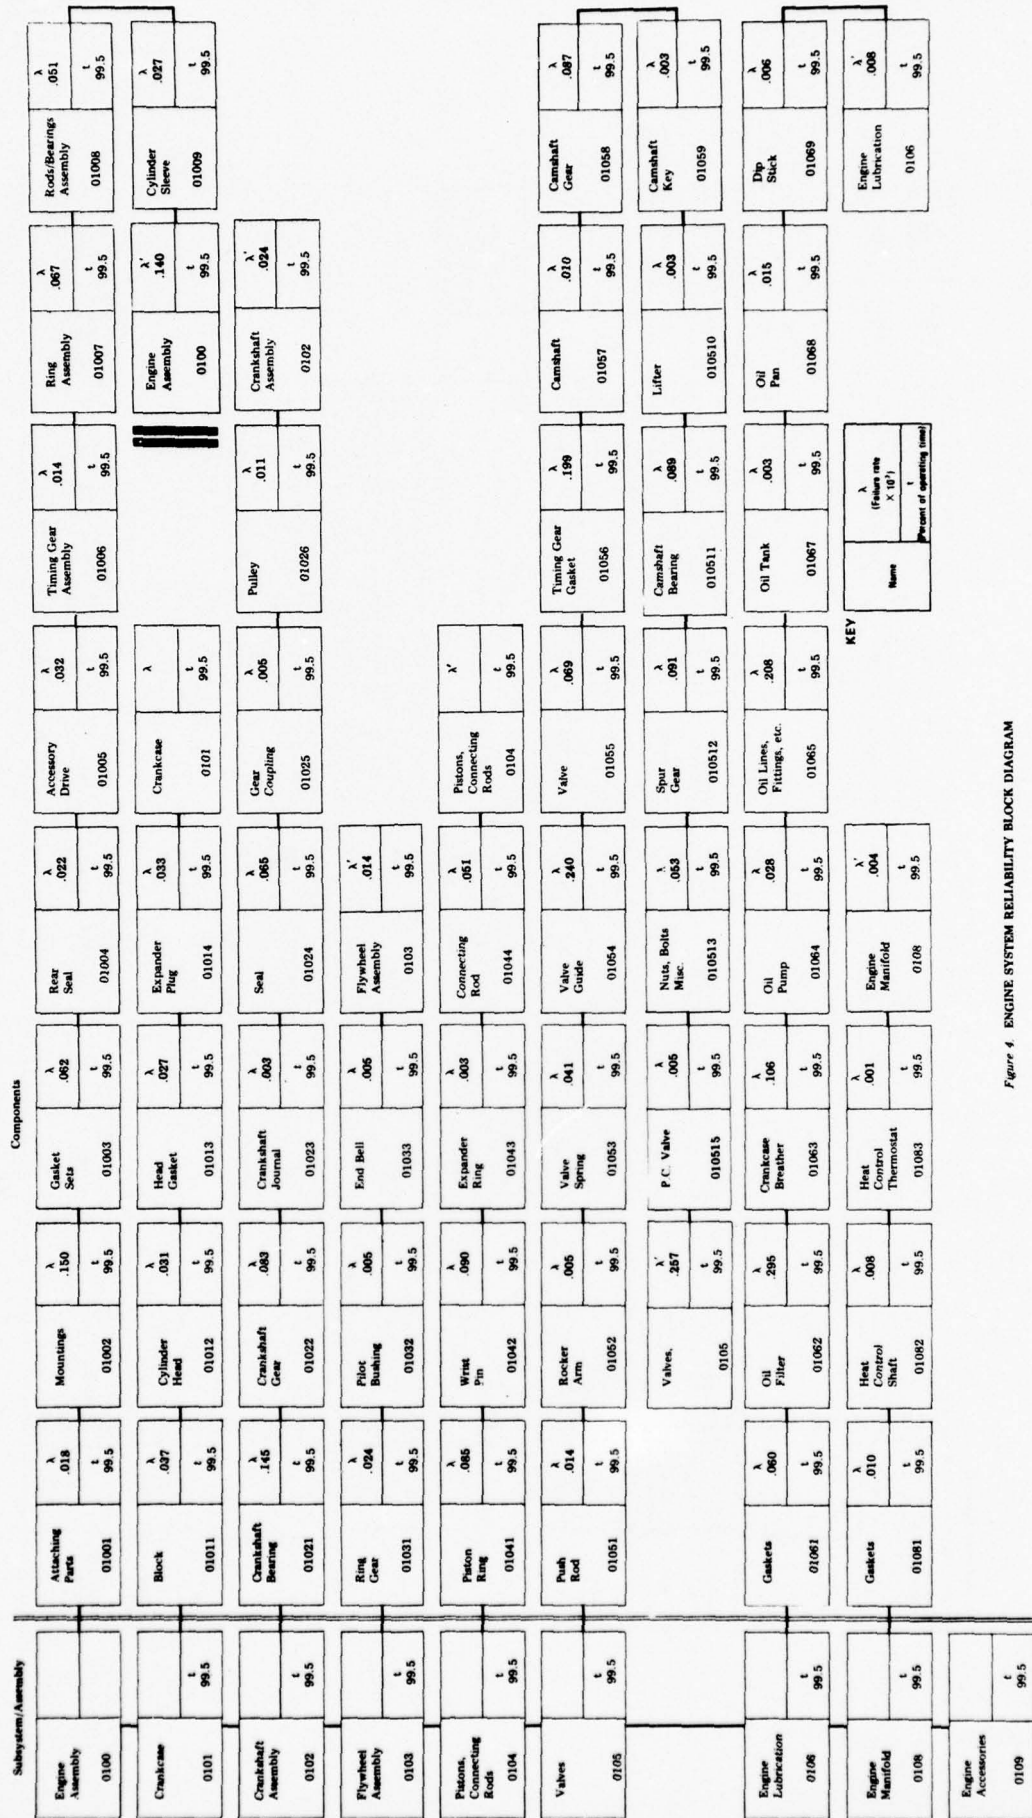 Subsystem/Assembly
Components
Engine
Assembly
0100
Attaching
Parts
01001
λ
.018
t
99.5
Mountings
01002
λ
.150
t
99.5
Gasket
Sets
01003
λ
.062
t
99.5
Rear
Seal
01004
λ
.022
t
99.5
Accessory
Drive
01005
λ
.032
t
99.5
Timing Gear
Assembly
01006
λ
.014
t
99.5
Ring
Assembly
01007
λ
.067
t
99.5
Rods/Bearings
Assembly
01008
λ
.051
t
99.5
Cylinder
Sleeve
01009
λ
.027
t
99.5
Engine
Assembly
0100
λ'
.140
t
99.5
Crankcase
0101
t
99.5
Block
01011
λ
.037
t
99.5
Cylinder
Head
01012
λ
.031
t
99.5
Head
Gasket
01013
λ
.027
t
99.5
Expander
Plug
01014
λ
.033
t
99.5
Crankcase
0101
λ
t
99.5
Crankshaft
Assembly
0102
t
99.5
Crankshaft
Bearing
01021
λ
.145
t
99.5
Crankshaft
Gear
01022
λ
.083
t
99.5
Crankshaft
Journal
01023
λ
.003
t
99.5
Seal
01024
λ
.065
t
99.5
Gear
Coupling
01025
λ
.005
t
99.5
Pulley
01026
λ
.011
t
99.5
Crankshaft
Assembly
0102
λ'
.024
t
99.5
Flywheel
Assembly
0103
t
99.5
Ring
Gear
01031
λ
.024
t
99.5
Pilot
Bushing
01032
λ
.005
t
99.5
End Bell
01033
λ
.005
t
99.5
Flywheel
Assembly
0103
λ'
.014
t
99.5
Pistons,
Connecting
Rods
0104
t
99.5
Piston
Ring
01041
λ
.085
t
99.5
Wrist
Pin
01042
λ
.090
t
99.5
Expander
Ring
01043
λ
.003
t
99.5
Connecting
Rod
01044
λ
.051
t
99.5
Pistons,
Connecting
Rods
0104
λ'
t
99.5
Valves
0105
t
99.5
Push
Rod
01051
λ
.014
t
99.5
Rocker
Arm
01052
λ
.005
t
99.5
Valve
Spring
01053
λ
.041
t
99.5
Valve
Guide
01054
λ
.240
t
99.5
Valve
01055
λ
.069
t
99.5
Timing Gear
Gasket
01056
λ
.199
t
99.5
Camshaft
01057
λ
.010
t
99.5
Camshaft
Gear
01058
λ
.087
t
99.5
Camshaft
Key
01059
λ
.003
t
99.5
Lifter
010510
λ
.003
t
99.5
Camshaft
Bearing
010511
λ
.089
t
99.5
Spur
Gear
010512
λ
.091
t
99.5
Nuts, Bolts
Misc.
010513
λ
.053
t
99.5
P.C. Valve
010515
λ
.005
t
99.5
Valves,
0105
λ'
.257
t
99.5
Engine
Lubrication
0106
t
99.5
Gaskets
01061
λ
.060
t
99.5
Oil
Filter
01062
λ
.295
t
99.5
Crankcase
Breather
01063
λ
.106
t
99.5
Oil
Pump
01064
λ
.028
t
99.5
Oil Lines,
Fittings, etc.
01065
λ
.208
t
99.5
Oil Tank
01067
λ
.003
t
99.5
Oil
Pan
01068
λ
.015
t
99.5
Dip
Stick
01069
λ
.006
t
99.5
Engine
Lubrication
0106
λ'
.008
t
99.5
Engine
Manifold
0108
t
99.5
Gaskets
01081
λ
.010
t
99.5
Heat
Control
Shaft
01082
λ
.008
t
99.5
Heat
Control
Thermostat
01083
λ
.001
t
99.5
Engine
Manifold
0108
λ'
.004
t
99.5
Engine
Accessories
0109
t
99.5
KEY
Name
λ
(Failure rate
X 10³)
t
(Percent of operating time)
Figure 4. ENGINE SYSTEM RELIABILITY BLOCK DIAGRAM